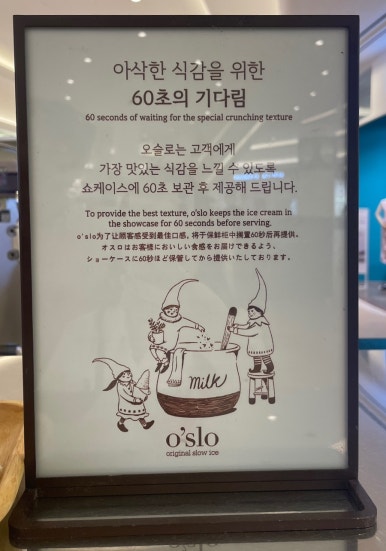 아삭한 식감을 위한
60초의 기다림
60 seconds of waiting for the special crunching texture
오슬로는 고객에게
가장 맛있는 식감을 느낄 수 있도록
쇼케이스에 60초 보관 후 제공해 드립니다.
To provide the best texture, o'slo keeps the ice cream in
the showcase for 60 seconds before serving.
o'slo为了让顾客感受到最佳口感，将于保鲜柜中摆置60秒后再提供。
オスロはお客様においしい食感をお届けできるよう、
ショーケースに60秒ほど保管してから提供いたしております。
milk
o'slo
original slow ice